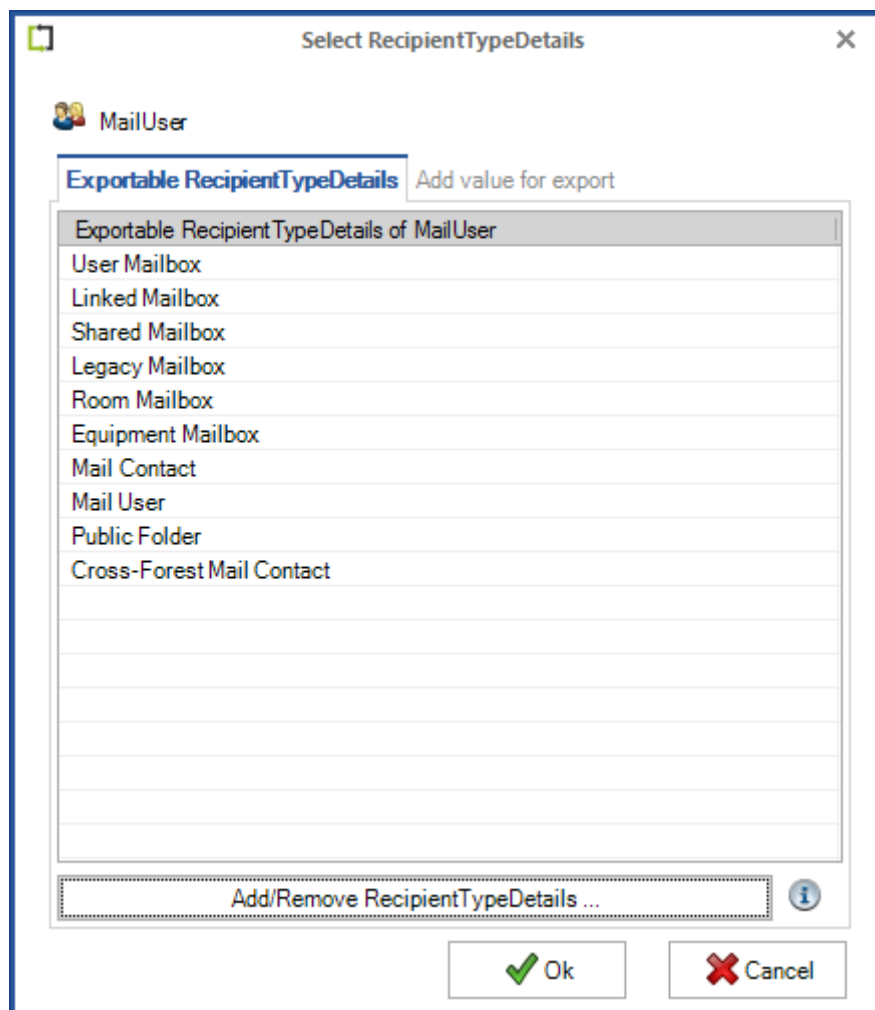 Select RecipientTypeDetails
MailUser
Exportable RecipientTypeDetails Add value for export
Exportable RecipientTypeDetails of MailUser
User Mailbox
Linked Mailbox
Shared Mailbox
Legacy Mailbox
Room Mailbox
Equipment Mailbox
Mail Contact
Mail User
Public Folder
Cross-Forest Mail Contact
Add/Remove RecipientTypeDetails ...
Ok Cancel